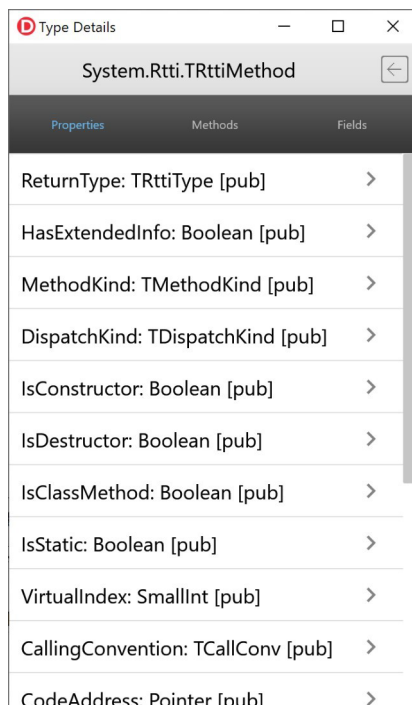 Type Details
System.Rtti.TRttiMethod
Properties Methods Fields
ReturnType: TRttiType [pub]
HasExtendedInfo: Boolean [pub]
MethodKind: TMethodKind [pub]
DispatchKind: TDispatchKind [pub]
IsConstructor: Boolean [pub]
IsDestructor: Boolean [pub]
IsClassMethod: Boolean [pub]
IsStatic: Boolean [pub]
VirtualIndex: SmallInt [pub]
CallingConvention: TCallConv [pub]
CodeAddress: Pointer [pub]